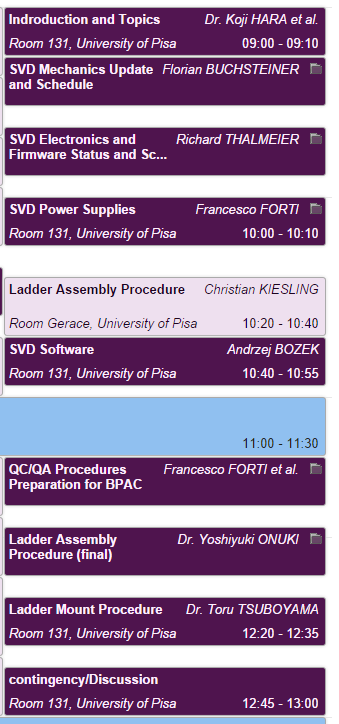 Indroduction and Topics Dr. Koji HARA et al.
Room 131, University of Pisa 09:00 - 09:10
SVD Mechanics Update Florian BUCHSTEINER
and Schedule
SVD Electronics and Richard THALMEIER
Firmware Status and Sc...
SVD Power Supplies Francesco FORTI
Room 131, University of Pisa 10:00 - 10:10
Ladder Assembly Procedure Christian KIESLING
Room Gerace, University of Pisa 10:20 - 10:40
SVD Software Andrzej BOZEK
Room 131, University of Pisa 10:40 - 10:55
11:00 - 11:30
QC/QA Procedures Francesco FORTI et al.
Preparation for BPAC
Ladder Assembly Dr. Yoshiyuki ONUKI
Procedure (final)
Ladder Mount Procedure Dr. Toru TSUBOYAMA
Room 131, University of Pisa 12:20 - 12:35
contingency/Discussion
Room 131, University of Pisa 12:45 - 13:00